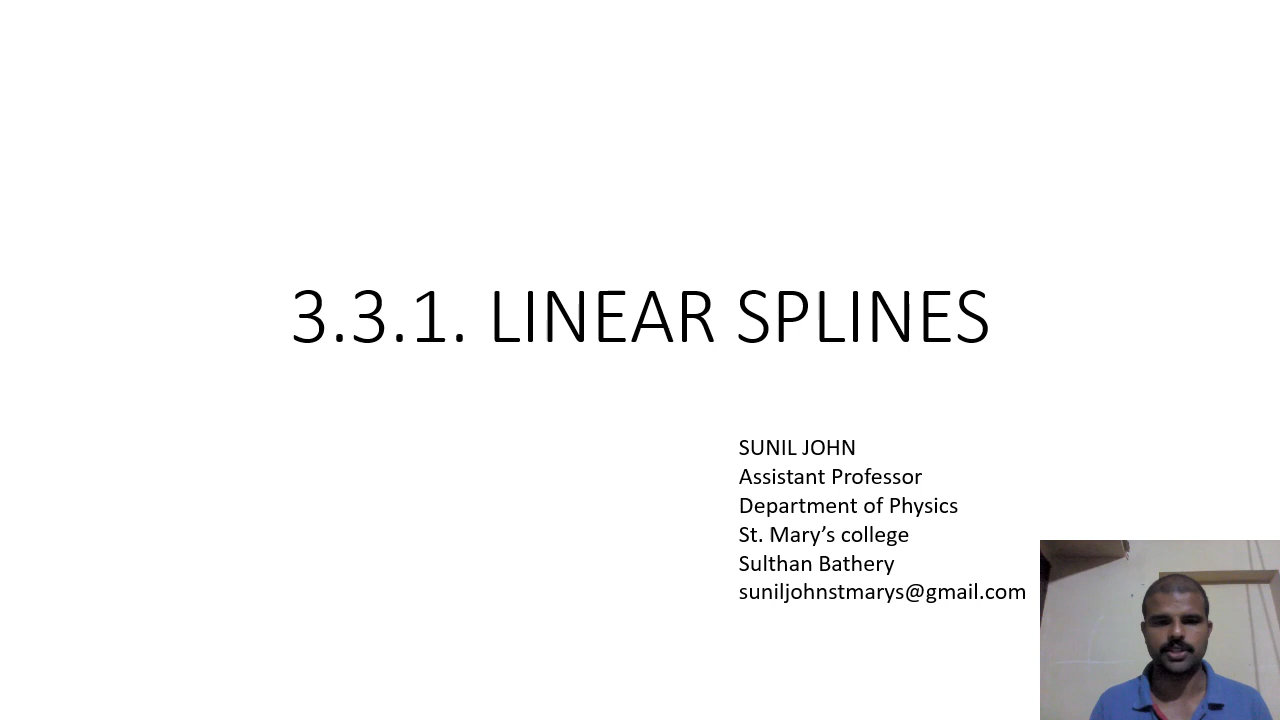 3.3.1. LINEAR SPLINES
SUNIL JOHN
Assistant Professor
Department of Physics
St. Mary’s college
Sulthan Bathery
suniljohnstmarys@gmail.com